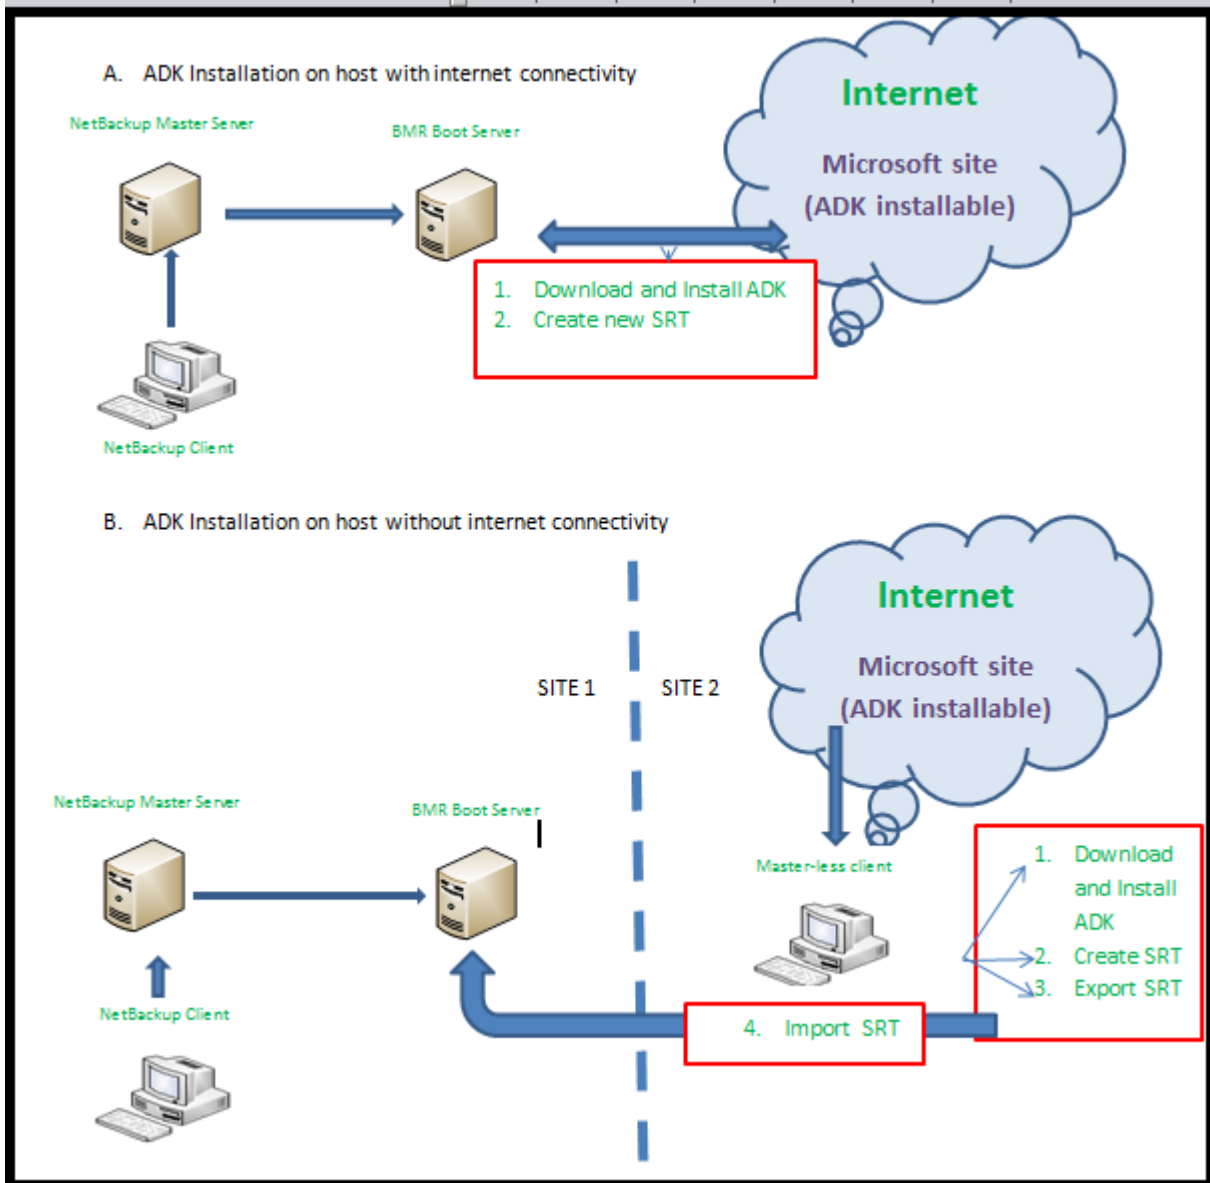 A. ADK Installation on host with internet connectivity
NetBackup Master Server
BMR Boot Server
Internet
Microsoft site
(ADK installable)
1. Download and Install ADK
2. Create new SRT
NetBackup Client
B. ADK Installation on host without internet connectivity
Internet
Microsoft site
(ADK installable)
SITE 1
SITE 2
NetBackup Master Server
BMR Boot Server
Master-less client
1. Download
and Install
ADK
2. Create SRT
3. Export SRT
NetBackup Client
4. Import SRT